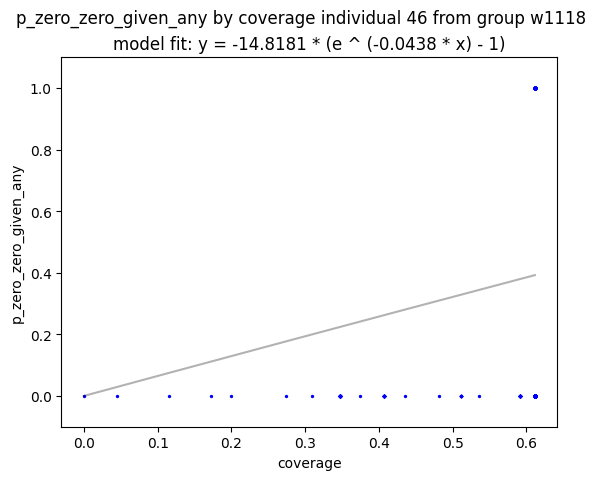 p_zero_zero_given_any by coverage individual 46 from group w1118
model fit: y = -14.8181 * (e ^ (-0.0438 * x) - 1)
1.0
0.8
0.6
0.4
0.2
0.0
p_zero_zero_given_any
0.0 0.1 0.2 0.3 0.4 0.5 0.6
coverage